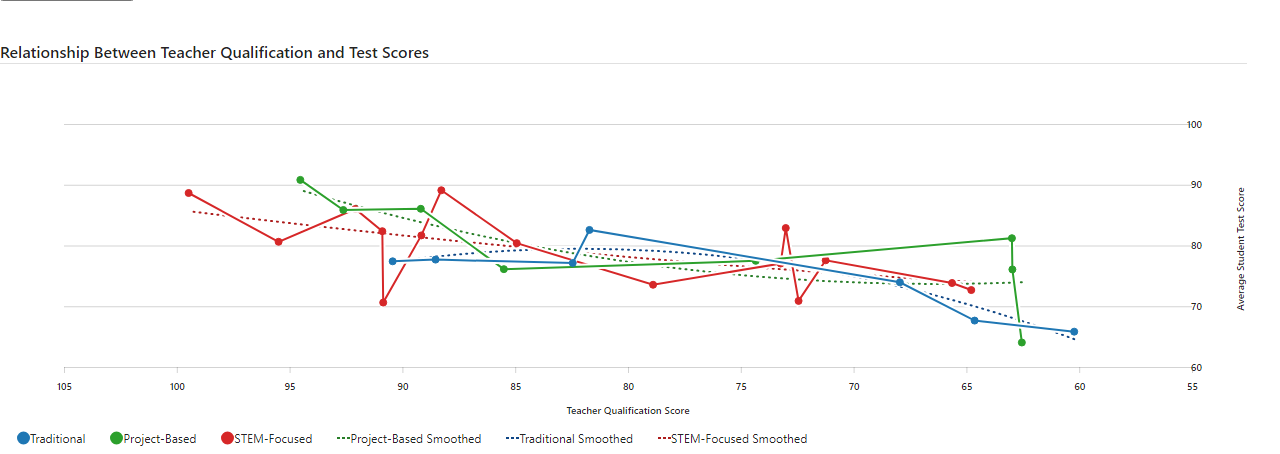 Relationship Between Teacher Qualification and Test Scores
100
90
80
70
60
Average Student Test Score
105 100 95 90 85 80 75 70 65 60 55
Teacher Qualification Score
Traditional Project-Based STEM-Focused Project-Based Smoothed Traditional Smoothed STEM-Focused Smoothed